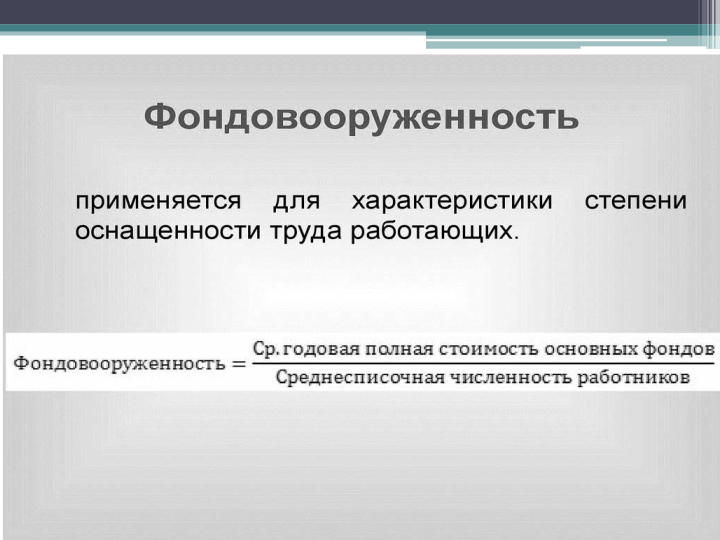 Фондовооруженность
применяется для характеристики степени
оснащенности труда работающих.
Фондовооруженность = Ср. годовая полная стоимость основных фондов
Среднесписочная численность работников